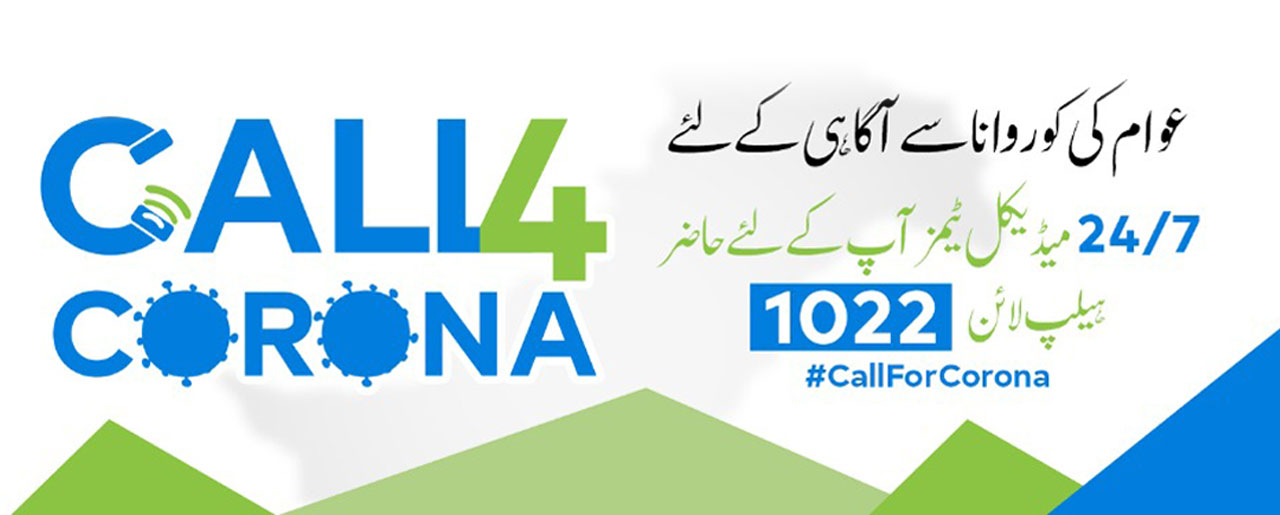 CALL4
CORONA
عوام کی کوروانا سے آگاہی کے لئے
24/7 میڈیکل ٹیمز آپ کے لئے حاضر
ہیلپ لائن 1022
#CallForCorona